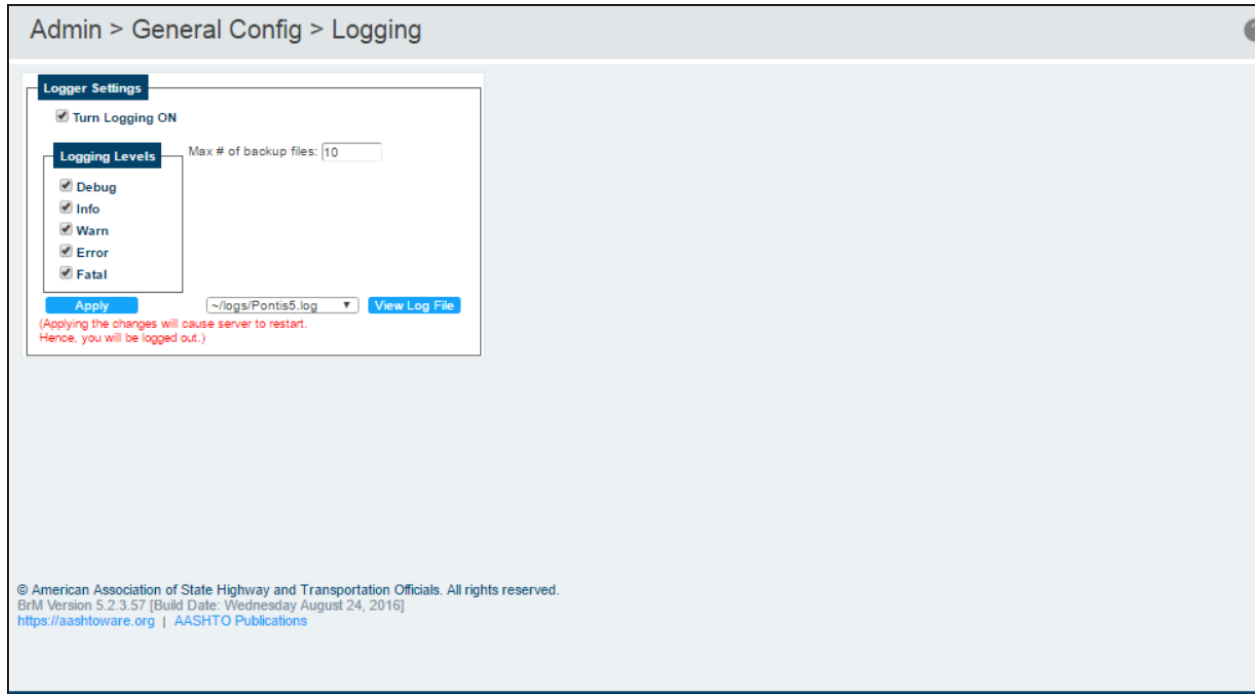 Admin > General Config > Logging
Logger Settings
Turn Logging ON
Logging Levels
Max # of backup files: 10
Debug
Info
Warn
Error
Fatal
Apply
~/logs/Pontis5.log
View Log File
(Applying the changes will cause server to restart.
Hence, you will be logged out.)
© American Association of State Highway and Transportation Officials. All rights reserved.
BrM Version 5.2.3.57 [Build Date: Wednesday August 24, 2016]
https://aashtoware.org | AASHTO Publications